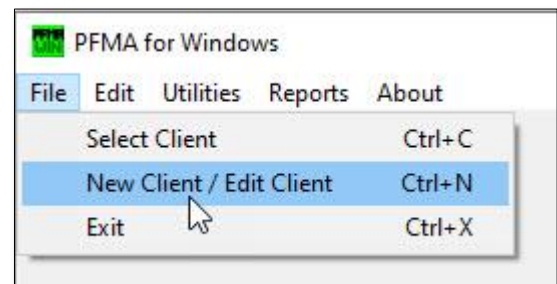 PFMA for Windows
File Edit Utilities Reports About
Select Client Ctrl+C
New Client / Edit Client Ctrl+N
Exit Ctrl+X